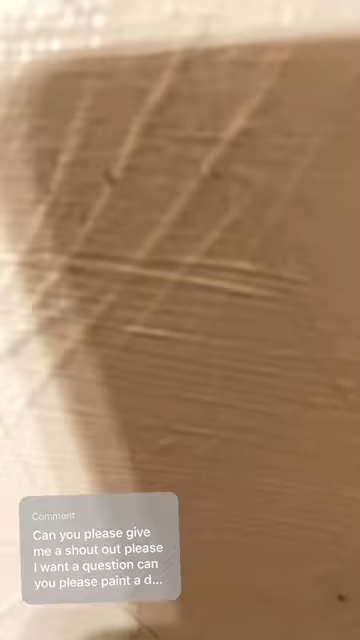 Comment
Can you please give
me a shout out please
I want a question can
you please paint a d...